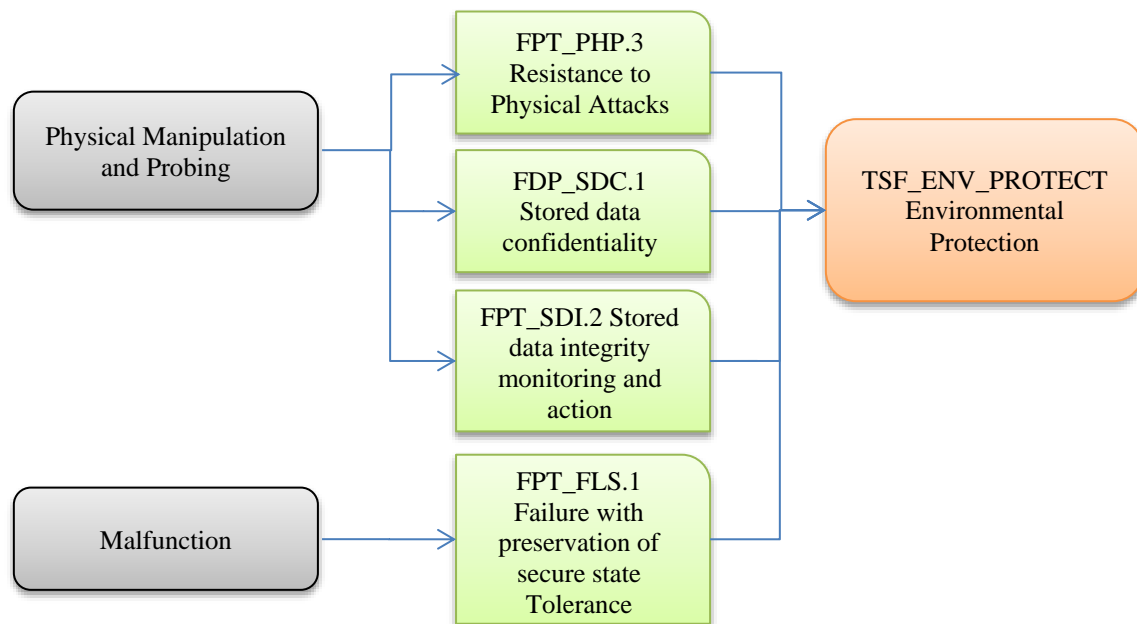 FPT_PHP.3
Resistance to
Physical Attacks
Physical Manipulation
and Probing
FDP_SDC.1
Stored data
confidentiality
TSF_ENV_PROTECT
Environmental
Protection
FPT_SDI.2 Stored
data integrity
monitoring and
action
Malfunction
FPT_FLS.1
Failure with
preservation of
secure state
Tolerance